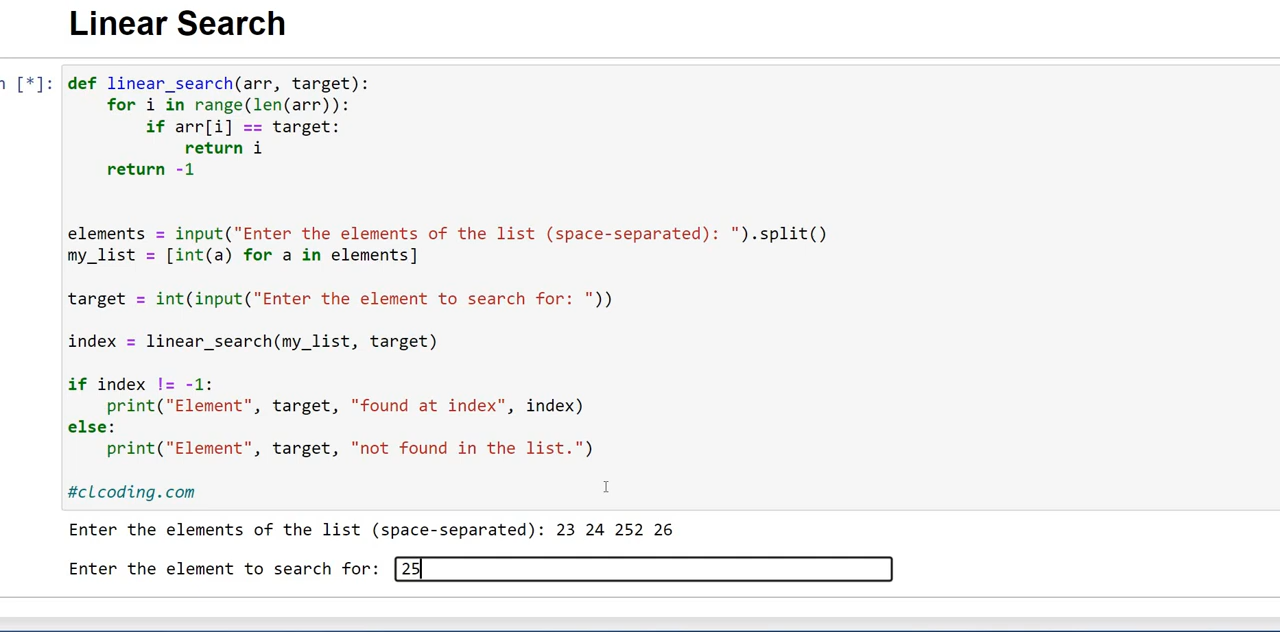 Linear Search
n [*]:
def linear_search(arr, target):
    for i in range(len(arr)):
        if arr[i] == target:
            return i
    return -1
elements = input("Enter the elements of the list (space-separated): ").split()
my_list = [int(a) for a in elements]
target = int(input("Enter the element to search for: "))
index = linear_search(my_list, target)
if index != -1:
    print("Element", target, "found at index", index)
else:
    print("Element", target, "not found in the list.")
#clcoding.com
Enter the elements of the list (space-separated): 23 24 252 26
Enter the element to search for: 25